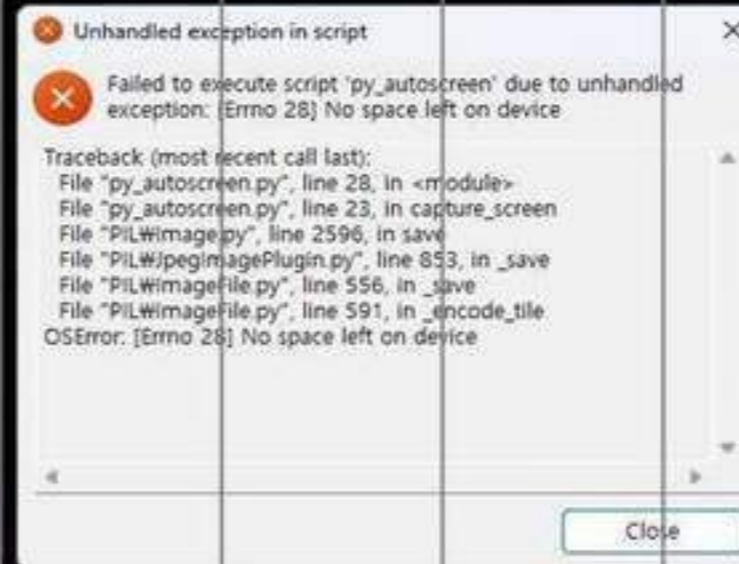 Unhandled exception in script
Failed to execute script 'py_autoscreen' due to unhandled
exception: [Errno 28] No space left on device
Traceback (most recent call last):
File "py_autoscreen.py", line 28, in <module>
File "py_autoscreen.py", line 23, in capture_screen
File "PIL₩Image.py", line 2596, in save
File "PIL₩JpegImagePlugin.py", line 853, in _save
File "PIL₩ImageFile.py", line 556, in _save
File "PIL₩ImageFile.py", line 591, in _encode_tile
OSError: [Errno 28] No space left on device
Close